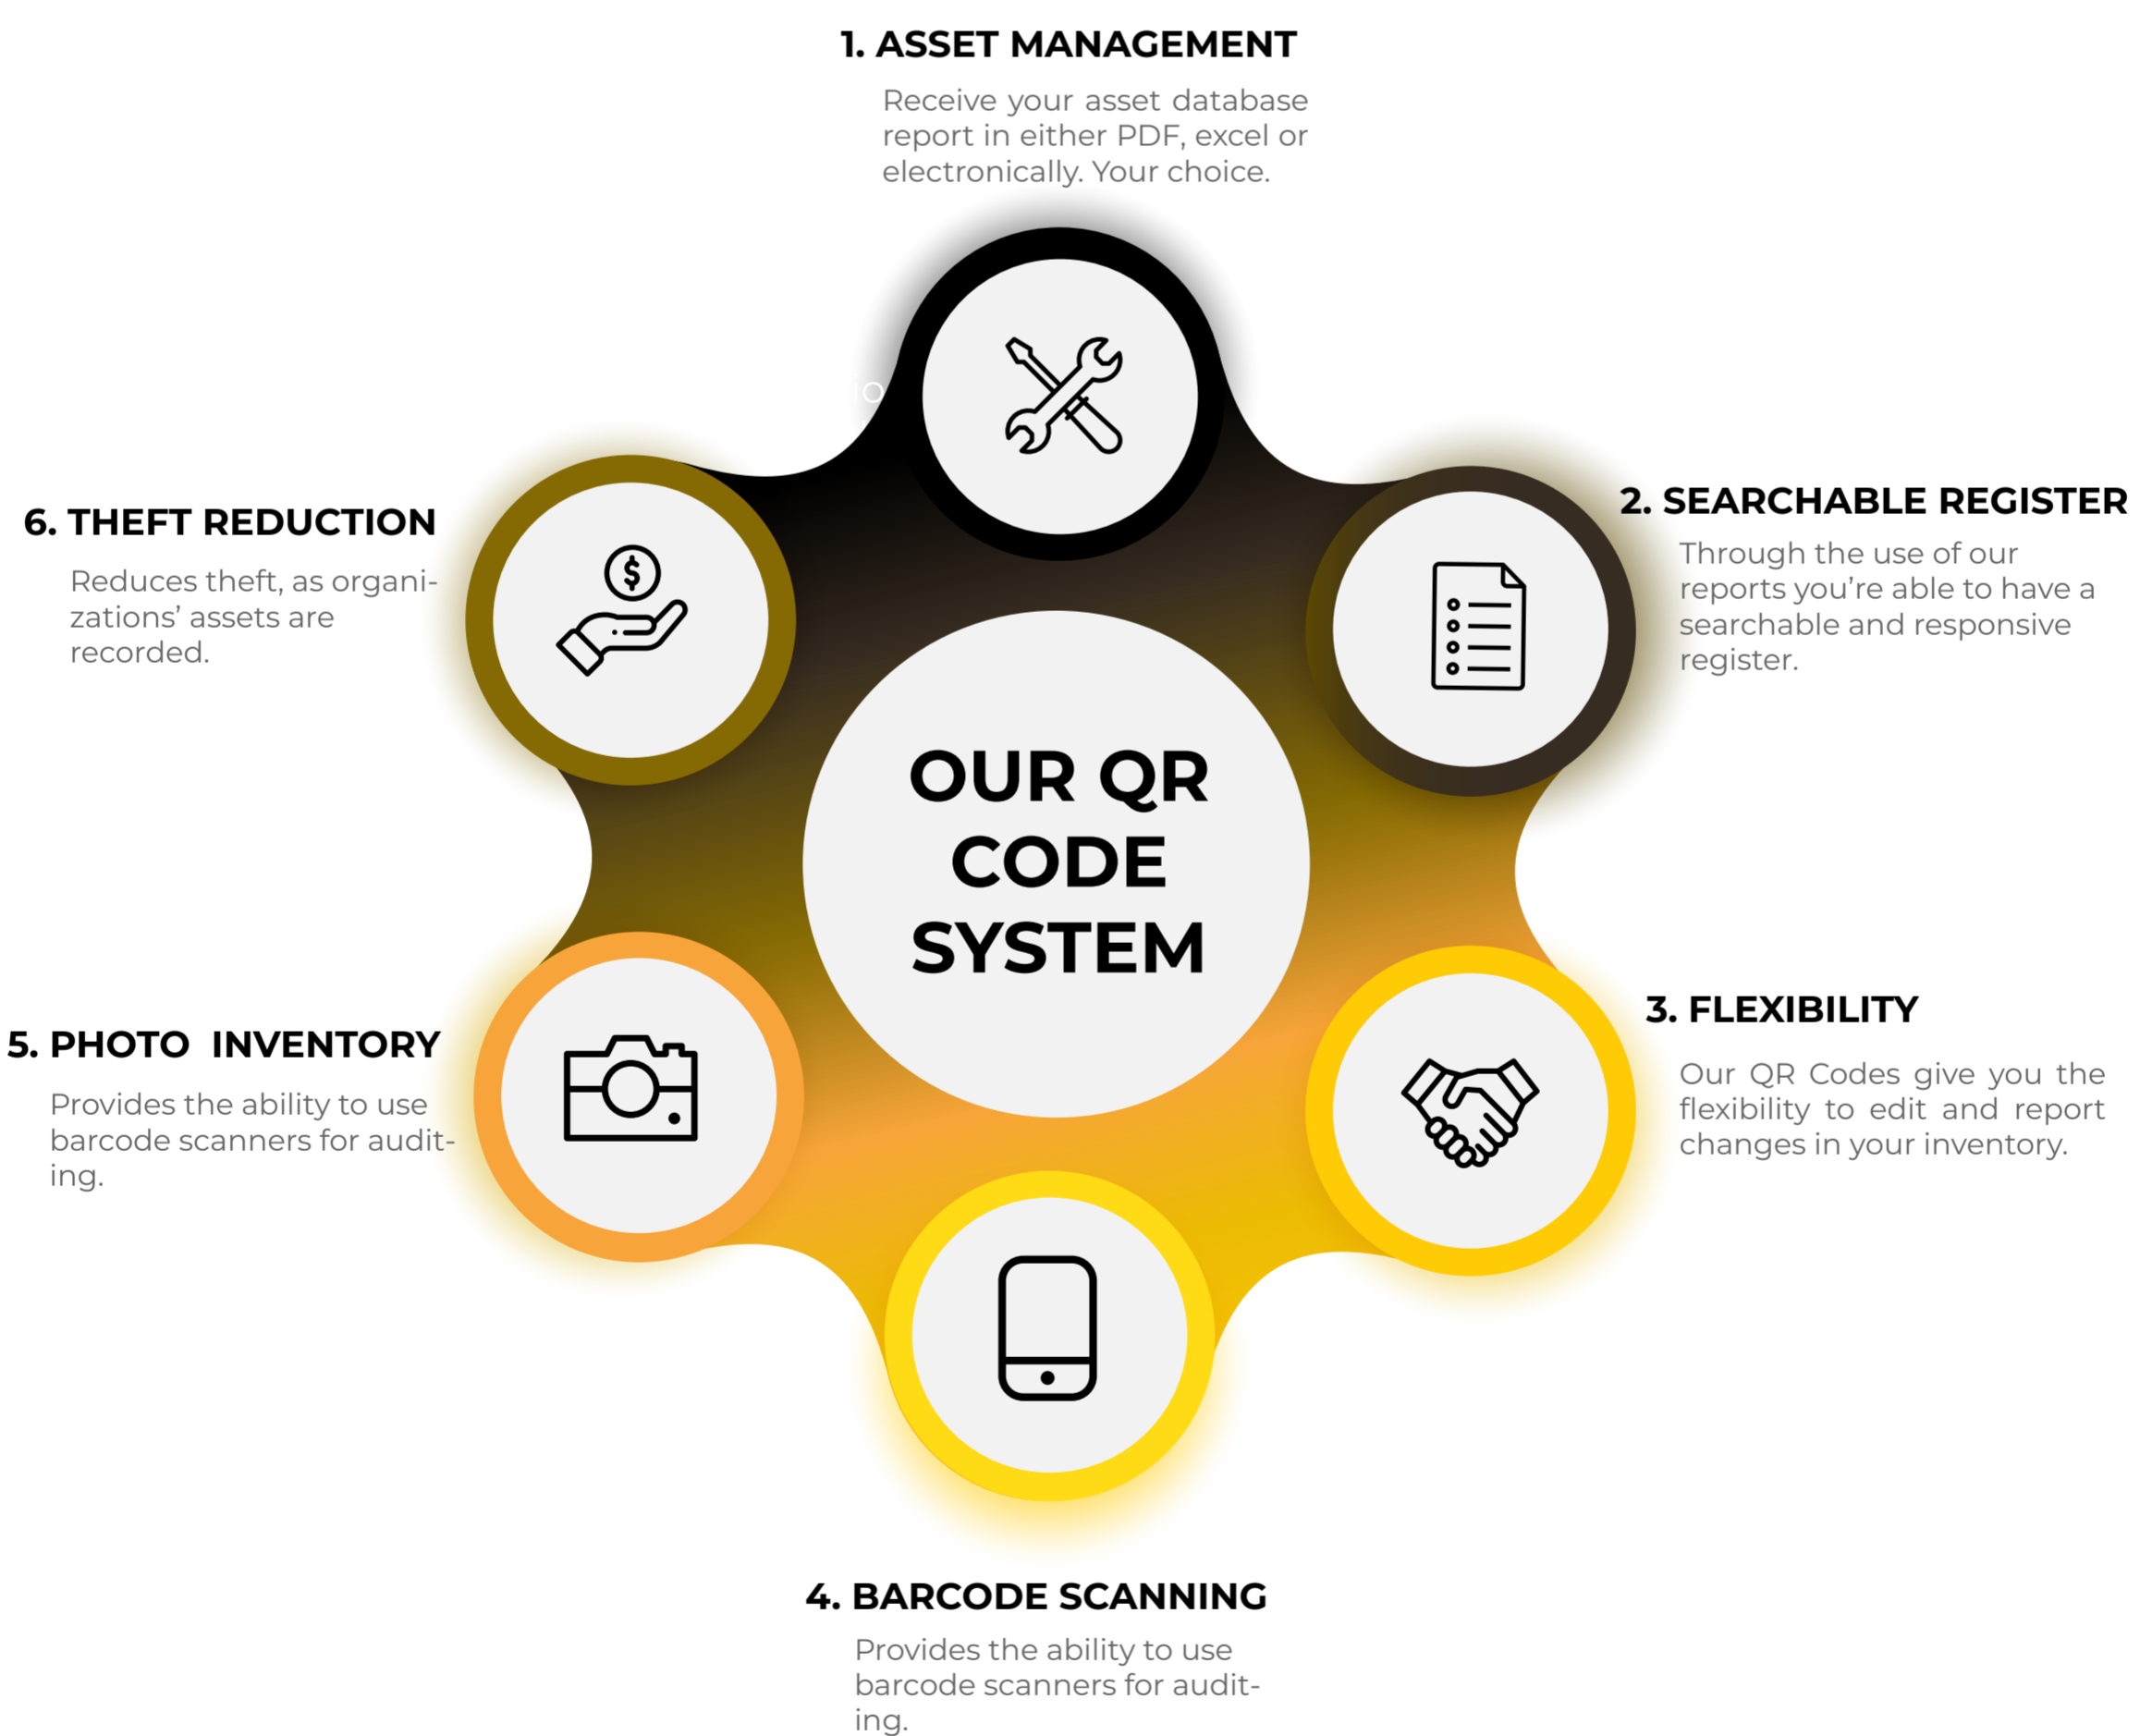 1. ASSET MANAGEMENT
Receive your asset database
report in either PDF, excel or
electronically. Your choice.
2. SEARCHABLE REGISTER
Through the use of our
reports you're able to have a
searchable and responsive
register.
3. FLEXIBILITY
Our QR Codes give you the
flexibility to edit and report
changes in your inventory.
4. BARCODE SCANNING
Provides the ability to use
barcode scanners for audit-
ing.
5. PHOTO INVENTORY
Provides the ability to use
barcode scanners for audit-
ing.
6. THEFT REDUCTION
Reduces theft, as organi-
zations' assets are
recorded.
OUR QR
CODE
SYSTEM